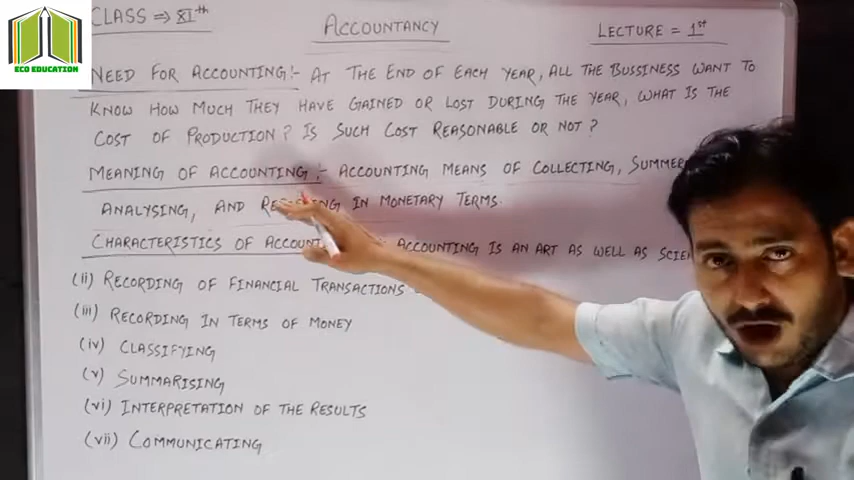 ECO EDUCATION
CLASS ⇒ XIth
ACCOUNTANCY
LECTURE = 1st
NEED FOR ACCOUNTING:- AT THE END OF EACH YEAR, ALL THE BUSSINESS WANT TO
KNOW HOW MUCH THEY HAVE GAINED OR LOST DURING THE YEAR, WHAT IS THE
COST OF PRODUCTION? IS SUCH COST REASONABLE OR NOT?
MEANING OF ACCOUNTING:- ACCOUNTING MEANS OF COLLECTING,
ANALYSING, AND IN MONETARY TERMS.
CHARACTERISTICS OF ACCOUNTING IS AN ART AS WELL AS
(ii) RECORDING OF FINANCIAL TRANSACTIONS
(iii) RECORDING IN TERMS OF MONEY
(iv) CLASSIFYING
(v) SUMMARISING
(vi) INTERPRETATION OF THE RESULTS
(vii) COMMUNICATING